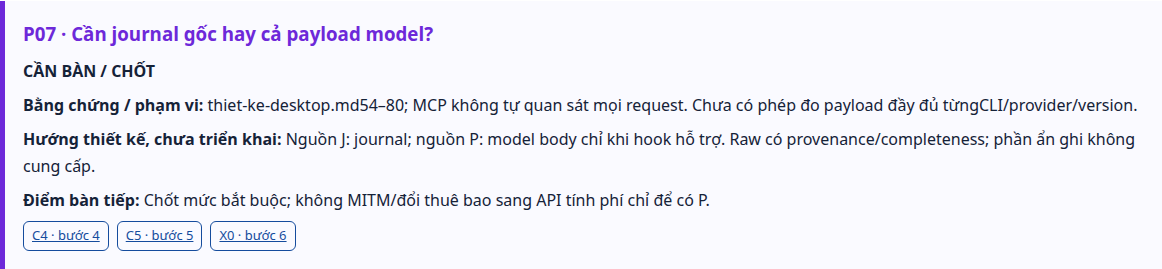 P07 · Cần journal gốc hay cả payload model?
CẦN BÀN / CHỐT
Bằng chứng / phạm vi: thiet-ke-desktop.md54–80; MCP không tự quan sát mọi request. Chưa có phép đo payload đầy đủ từngCLI/provider/version.
Hướng thiết kế, chưa triển khai: Nguồn J: journal; nguồn P: model body chỉ khi hook hỗ trợ. Raw có provenance/completeness; phần ẩn ghi không
cung cấp.
Điểm bàn tiếp: Chốt mức bắt buộc; không MITM/đổi thuê bao sang API tính phí chỉ để có P.
C4 · bước 4 C5 · bước 5 X0 · bước 6